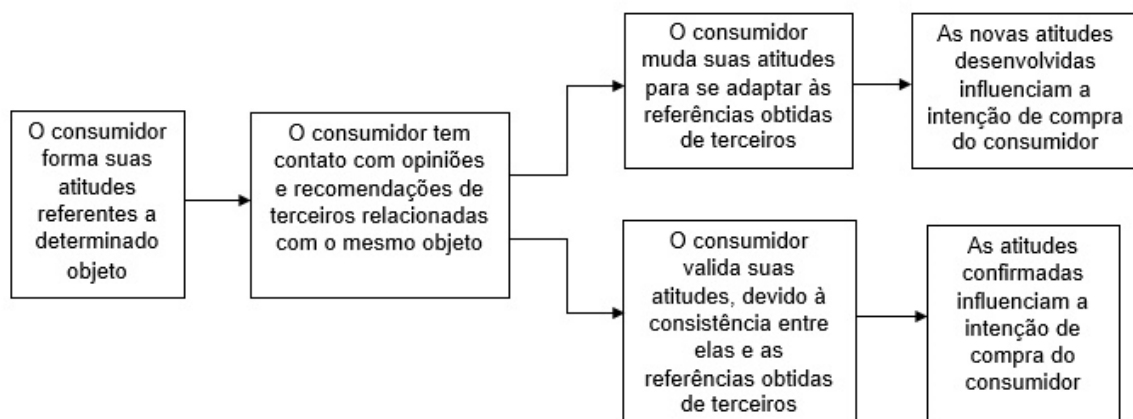 O consumidor
forma suas
atitudes
referentes a
determinado
objeto
O consumidor tem
contato com opiniões
e recomendações de
terceiros relacionadas
com o mesmo objeto
O consumidor
muda suas atitudes
para se adaptar às
referências obtidas
de terceiros
As novas atitudes
desenvolvidas
influenciam a
intenção de compra
do consumidor
O consumidor
valida suas
atitudes, devido à
consistência entre
elas e as
referências obtidas
de terceiros
As atitudes
confirmadas
influenciam a
intenção de
compra do
consumidor